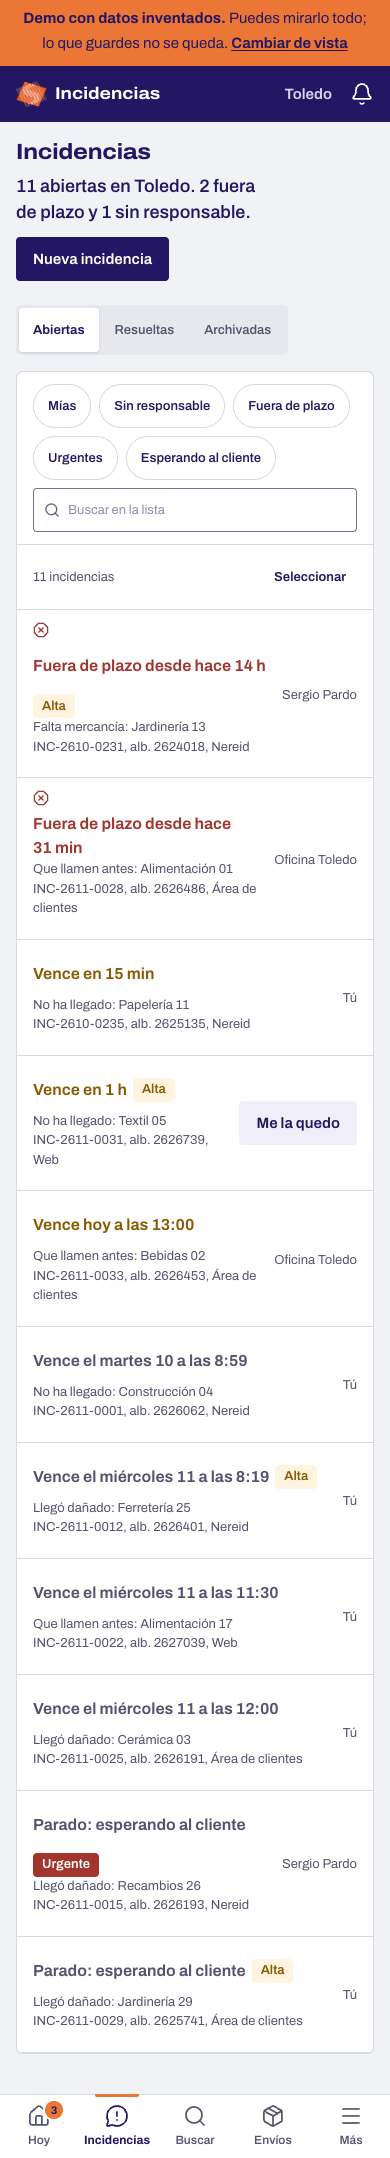 Demo con datos inventados. Puedes mirarlo todo;
lo que guardes no se queda. Cambiar de vista
Incidencias
Toledo
Incidencias
11 abiertas en Toledo. 2 fuera
de plazo y 1 sin responsable.
Nueva incidencia
Abiertas
Resueltas
Archivadas
Mías
Sin responsable
Fuera de plazo
Urgentes
Esperando al cliente
Buscar en la lista
11 incidencias
Seleccionar
Fuera de plazo desde hace 14 h
Alta
Falta mercancía: Jardinería 13
INC-2610-0231, alb. 2624018, Nereid
Sergio Pardo
Fuera de plazo desde hace
31 min
Que llamen antes: Alimentación 01
INC-2611-0028, alb. 2626486, Área de
clientes
Oficina Toledo
Vence en 15 min
No ha llegado: Papelería 11
INC-2610-0235, alb. 2625135, Nereid
Tú
Vence en 1 h
Alta
No ha llegado: Textil 05
INC-2611-0031, alb. 2626739,
Web
Me la quedo
Vence hoy a las 13:00
Que llamen antes: Bebidas 02
INC-2611-0033, alb. 2626453, Área de
clientes
Oficina Toledo
Vence el martes 10 a las 8:59
No ha llegado: Construcción 04
INC-2611-0001, alb. 2626062, Nereid
Tú
Vence el miércoles 11 a las 8:19
Alta
Llegó dañado: Ferretería 25
INC-2611-0012, alb. 2626401, Nereid
Tú
Vence el miércoles 11 a las 11:30
Que llamen antes: Alimentación 17
INC-2611-0022, alb. 2627039, Web
Tú
Vence el miércoles 11 a las 12:00
Llegó dañado: Cerámica 03
INC-2611-0025, alb. 2626191, Área de clientes
Tú
Parado: esperando al cliente
Urgente
Llegó dañado: Recambios 26
INC-2611-0015, alb. 2626193, Nereid
Sergio Pardo
Parado: esperando al cliente
Alta
Llegó dañado: Jardinería 29
INC-2611-0029, alb. 2625741, Área de clientes
Tú
3
Hoy
Incidencias
Buscar
Envíos
Más